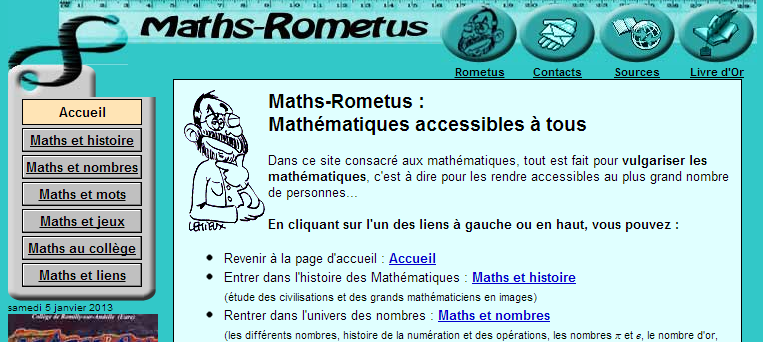 Maths-Rometus
Rometus
Contacts
Sources
Livre d'Or
Accueil
Maths et histoire
Maths et nombres
Maths et mots
Maths et jeux
Maths au collège
Maths et liens
samedi 5 janvier 2013
Collège de Romilly-sur-Andelle (Eure)
LEHIEUX
Maths-Rometus :
Mathématiques accessibles à tous
Dans ce site consacré aux mathématiques, tout est fait pour vulgariser les
mathématiques, c'est à dire pour les rendre accessibles au plus grand nombre
de personnes...
En cliquant sur l'un des liens à gauche ou en haut, vous pouvez :
Revenir à la page d'accueil : Accueil
Entrer dans l'histoire des Mathématiques : Maths et histoire
(étude des civilisations et des grands mathématiciens en images)
Rentrer dans l'univers des nombres : Maths et nombres
(les différents nombres, histoire de la numération et des opérations, les nombres π et e, le nombre d'or,